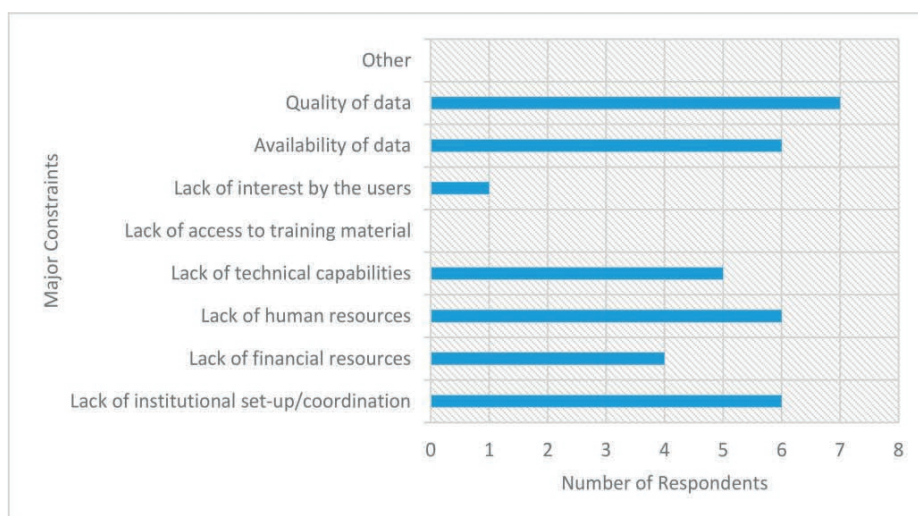 Other
Quality of data
Availability of data
Lack of interest by the users
Lack of access to training material
Lack of technical capabilities
Lack of human resources
Lack of financial resources
Lack of institutional set-up/coordination
Major Constraints
0 1 2 3 4 5 6 7 8
Number of Respondents